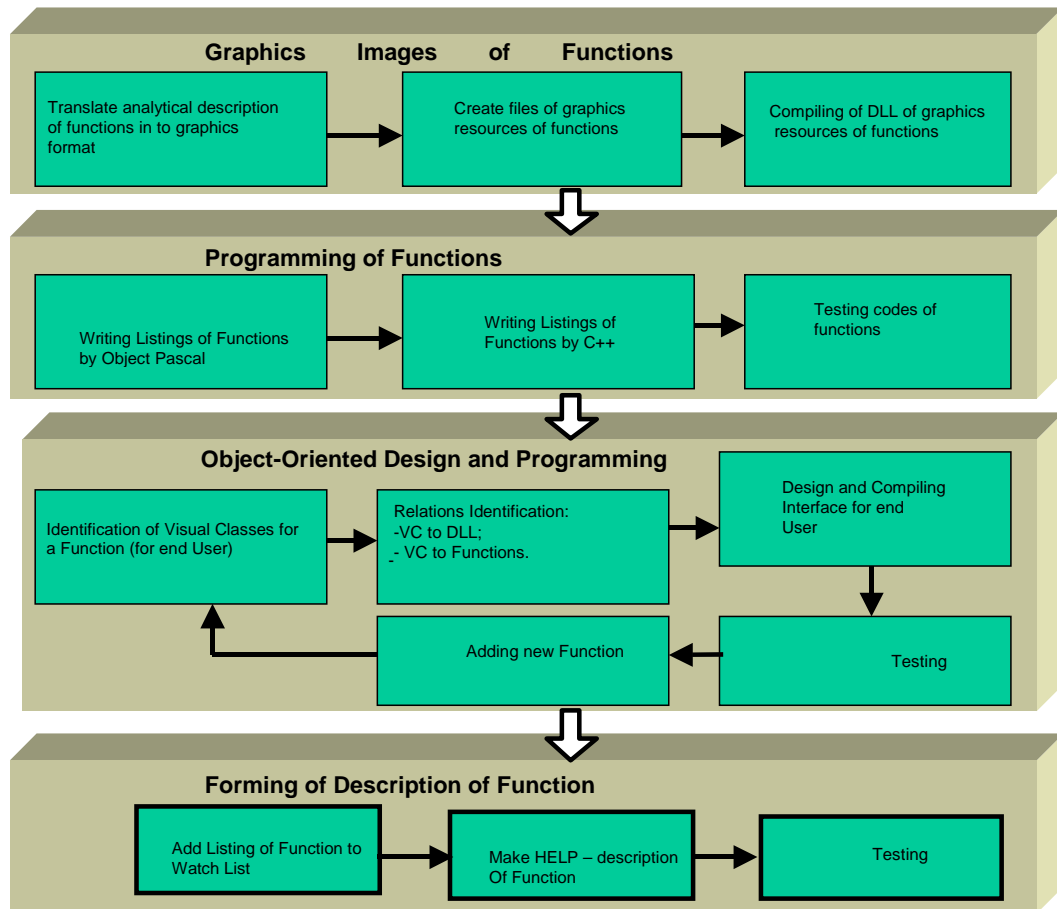 Graphics Images of Functions
Translate analytical description
of functions in to graphics
format
Create files of graphics
resources of functions
Compiling of DLL of graphics
resources of functions
Programming of Functions
Writing Listings of Functions
by Object Pascal
Writing Listings of
Functions by C++
Testing codes of
functions
Object-Oriented Design and Programming
Identification of Visual Classes for
a Function (for end User)
Relations Identification:
-VC to DLL;
- VC to Functions.
-
Design and Compiling
Interface for end
User
Adding new Function
Testing
Forming of Description of Function
Add Listing of Function to
Watch List
Make HELP – description
Of Function
Testing